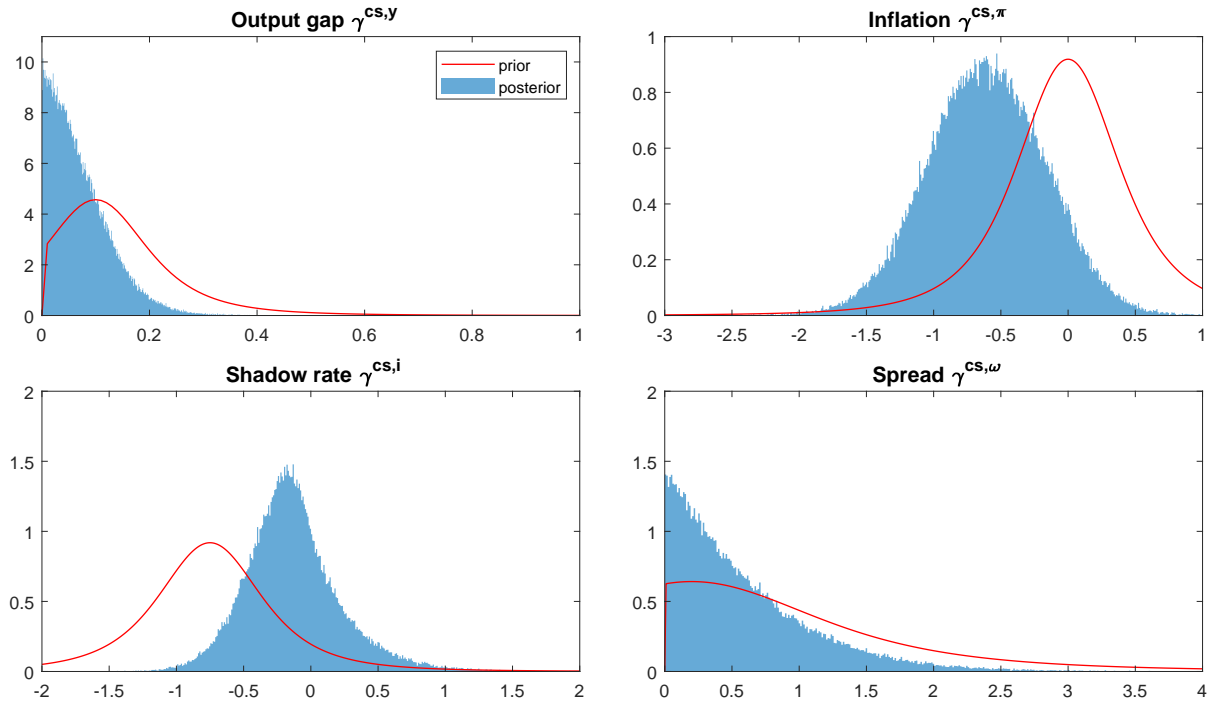 Output gap γ^cs,y
10
8
6
4
2
0
0 0.2 0.4 0.6 0.8 1
prior
posterior
Inflation γ^cs,π
1
0.8
0.6
0.4
0.2
0
-3 -2.5 -2 -1.5 -1 -0.5 0 0.5 1
Shadow rate γ^cs,i
2
1.5
1
0.5
0
-2 -1.5 -1 -0.5 0 0.5 1 1.5 2
Spread γ^cs,ω
2
1.5
1
0.5
0
0 0.5 1 1.5 2 2.5 3 3.5 4